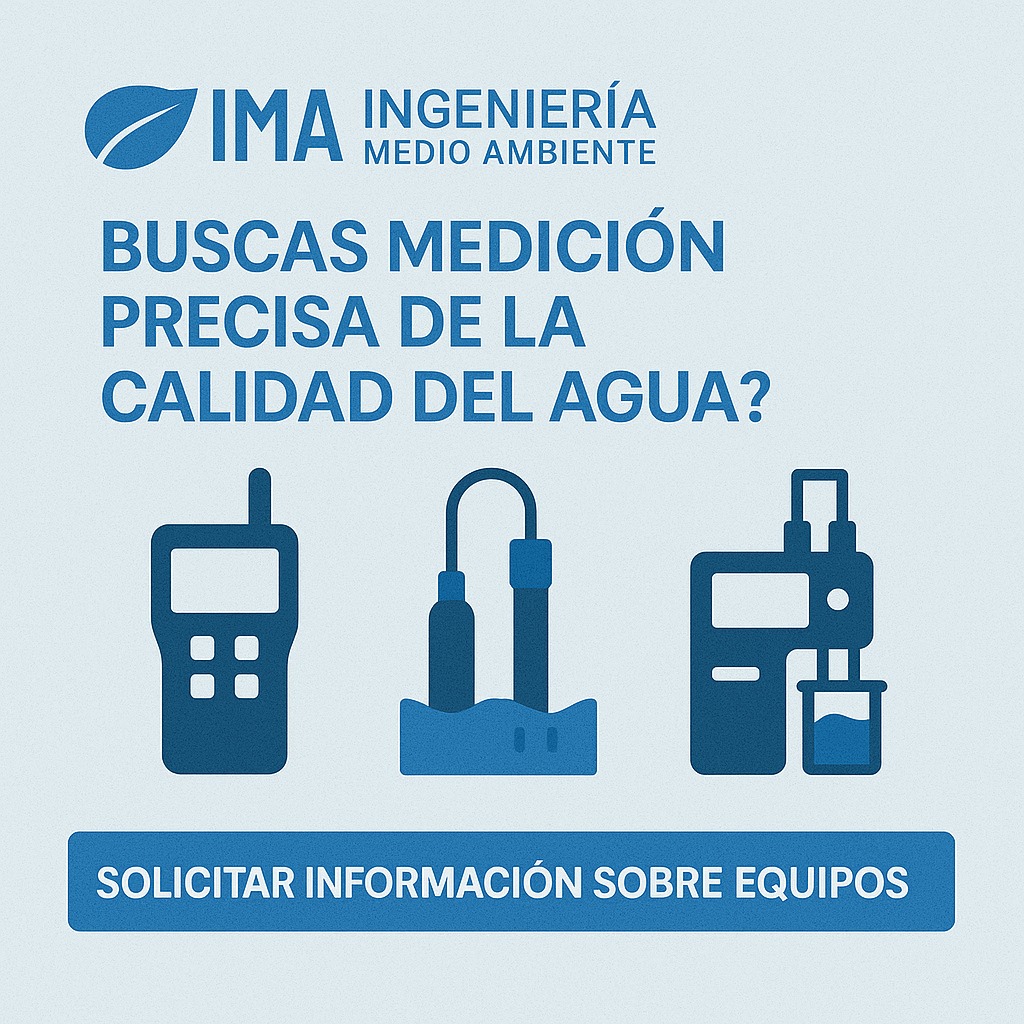 IMA INGENIERÍA
MEDIO AMBIENTE
BUSCAS MEDICIÓN
PRECISA DE LA
CALIDAD DEL AGUA?
SOLICITAR INFORMACIÓN SOBRE EQUIPOS